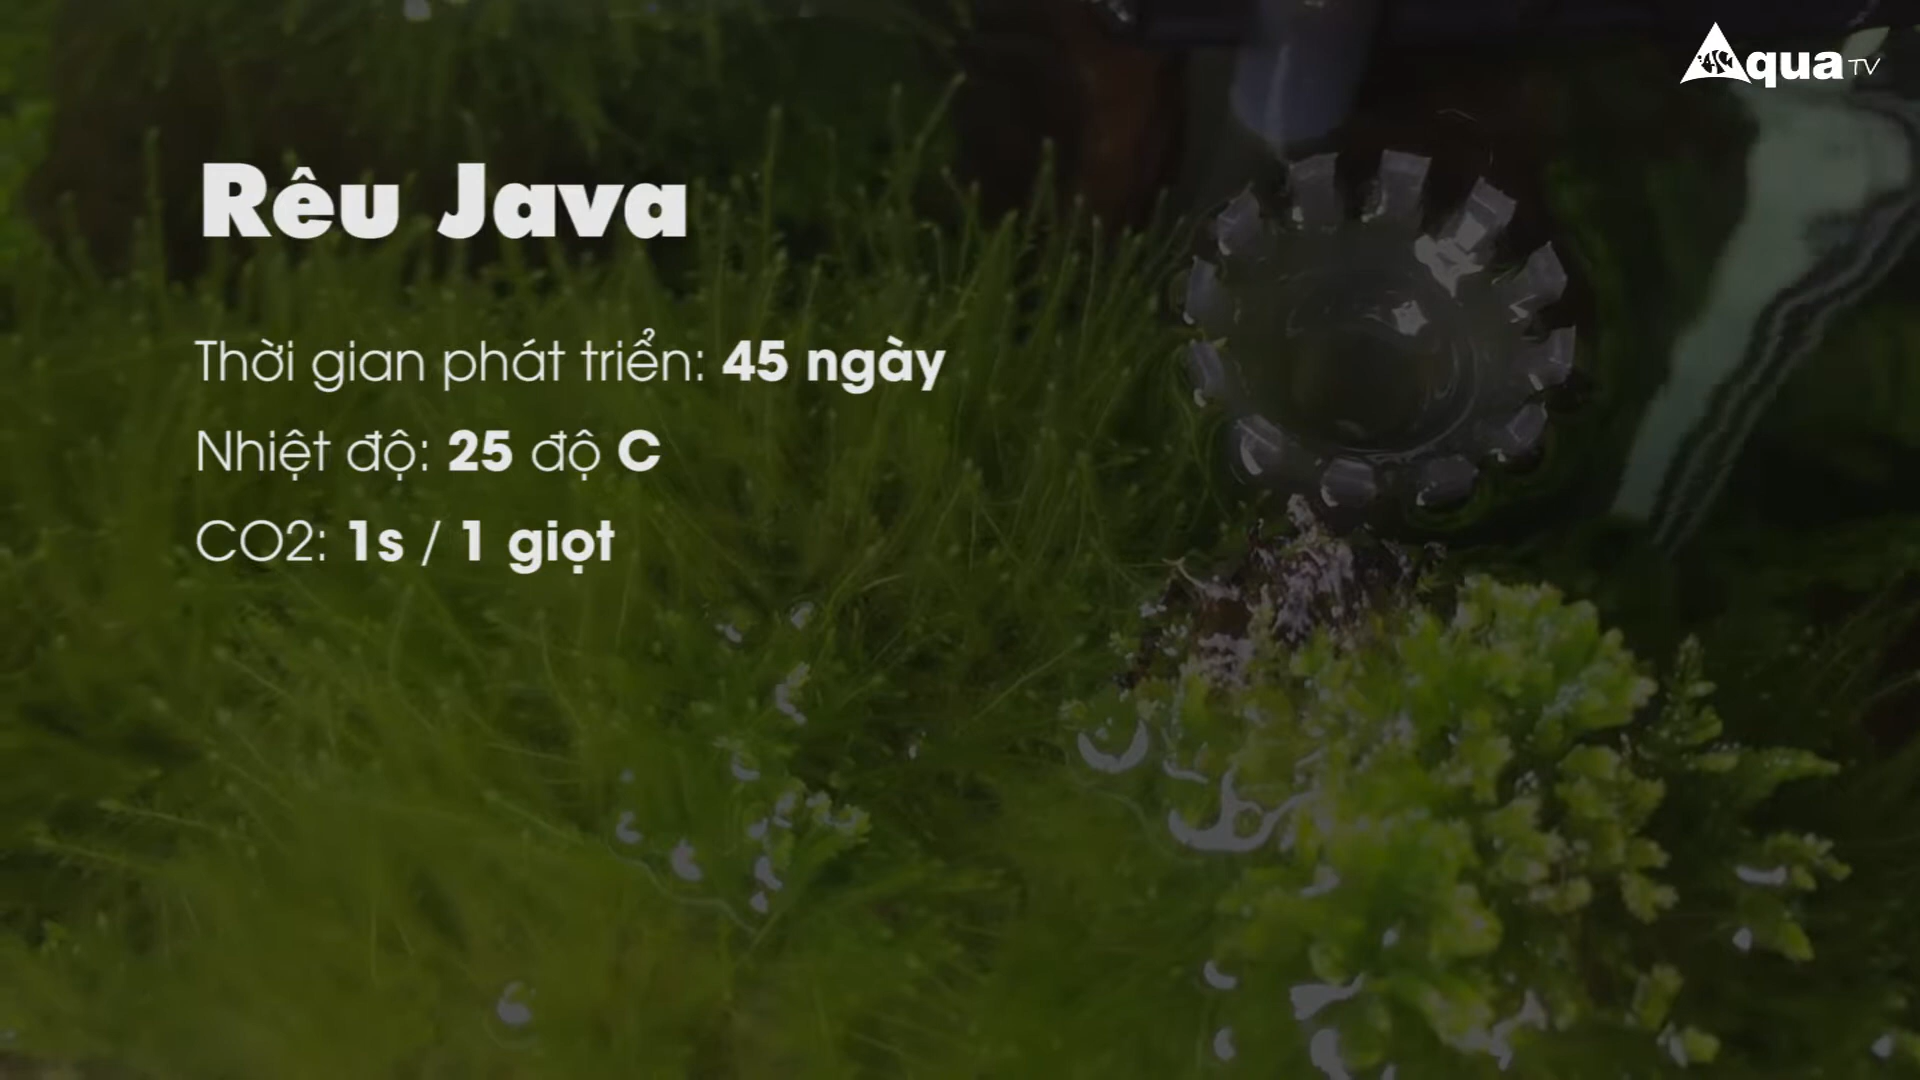 Aqua TV
Rêu Java
Thời gian phát triển: 45 ngày
Nhiệt độ: 25 độ C
CO2: 1s / 1 giọt